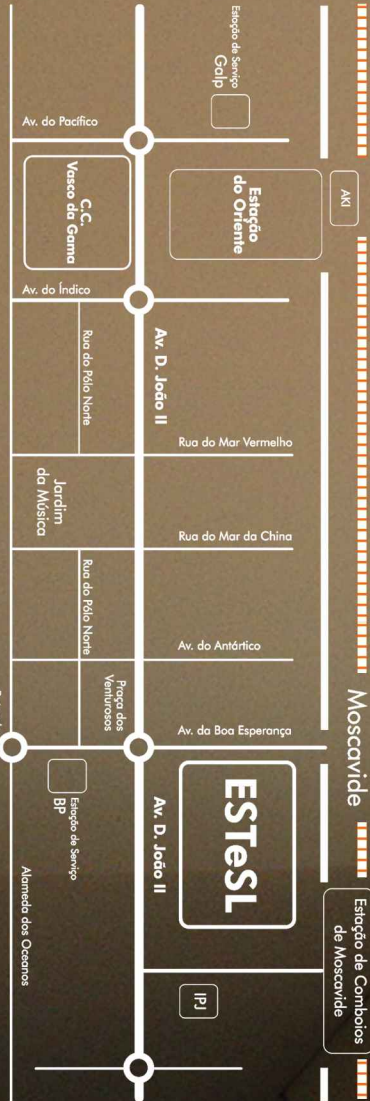 Estação de Serviço
Galp
Av. do Pacífico
AKI
Estação
do Oriente
C.C.
Vasco da Gama
Av. do Índico
Av. D. João II
Rua do Pólo Norte
Rua do Mar Vermelho
Jardim
da Música
Rua do Mar da China
Rua do Pólo Norte
Av. do Antártico
Praça dos
Venturosos
Moscavide
Av. da Boa Esperança
ESTeSL
Av. D. João II
Estação de Serviço
BP
Alameda dos Oceanos
Estação de Comboios
de Moscavide
IPJ